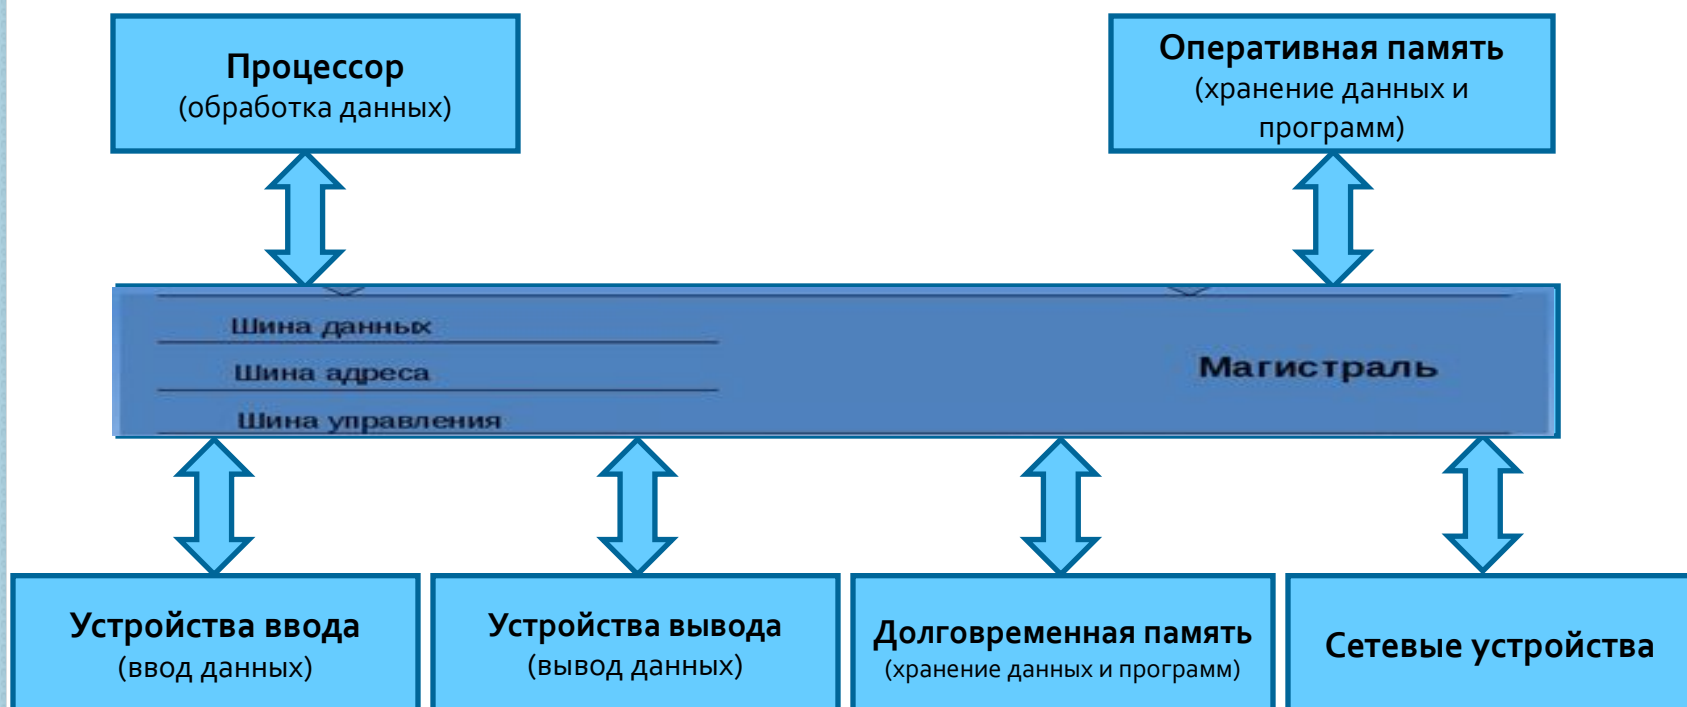 Процессор
(обработка данных)
Оперативная память
(хранение данных и
программ)
Шина данных
Шина адреса
Шина управления
Магистраль
Устройства ввода
(ввод данных)
Устройства вывода
(вывод данных)
Долговременная память
(хранение данных и программ)
Сетевые устройства